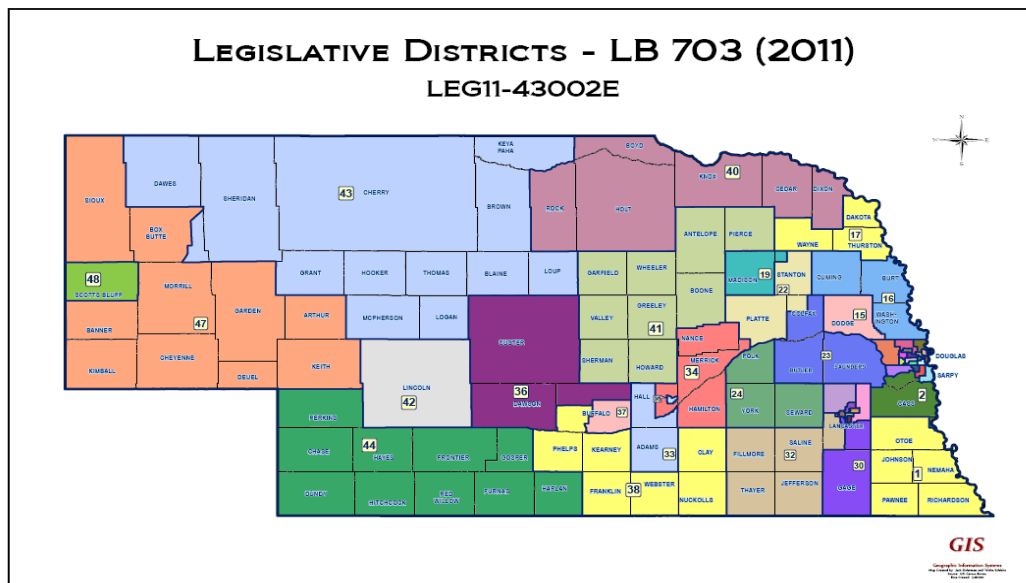 LEGISLATIVE DISTRICTS - LB 703 (2011)
LEG11-43002E
N
W E
S
KEYA PAHA
BOYD
DAWES
SHERIDAN
43
CHERRY
KNOX
40
CEDAR
DIXON
SIOUX
BROWN
ROCK
HOLT
DAKOTA
BOX BUTTE
ANTELOPE
PIERCE
WAYNE
17
THURSTON
48
SCOTTS BLUFF
GRANT
HOOKER
THOMAS
BLAINE
LOUP
GARFIELD
WHEELER
MADISON
19
STANTON
22
CUMING
BURT
MORRILL
BOONE
16
BANNER
47
GARDEN
ARTHUR
MCPHERSON
LOGAN
VALLEY
GREELEY
41
PLATTE
COLFAX
DODGE
15
WASH-
INGTON
CUSTER
NANCE
KIMBALL
CHEYENNE
DEUEL
KEITH
SHERMAN
HOWARD
MERRICK
34
POLK
BUTLER
23
SAUNDERS
DOUGLAS
SARPY
LINCOLN
42
36
DAWSON
BUFFALO
37
HALL
HAMILTON
24
YORK
SEWARD
CASS
2
PERKINS
LANCASTER
CHASE
44
HAYES
FRONTIER
GOSPER
PHELPS
KEARNEY
ADAMS
33
CLAY
FILLMORE
SALINE
32
OTOE
JOHNSON
NEMAHA
1
DUNDY
HITCHCOCK
RED WILLOW
FURNAS
HARLAN
FRANKLIN
38
WEBSTER
NUCKOLLS
THAYER
JEFFERSON
30
GAGE
PAWNEE
RICHARDSON
GIS
Geographic Information Systems